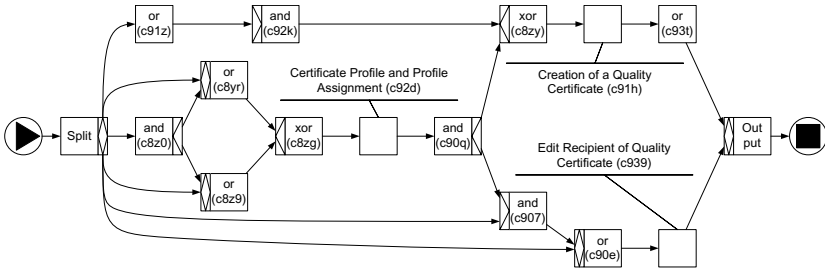 or
(c91z)
and
(c92k)
xor
(c8zy)
or
(c93t)
Creation of a Quality
Certificate (c91h)
or
(c8yr)
Certificate Profile and Profile
Assignment (c92d)
Split
and
(c8z0)
xor
(c8zg)
and
(c90q)
Out
put
Edit Recipient of Quality
Certificate (c939)
or
(c8z9)
and
(c907)
or
(c90e)